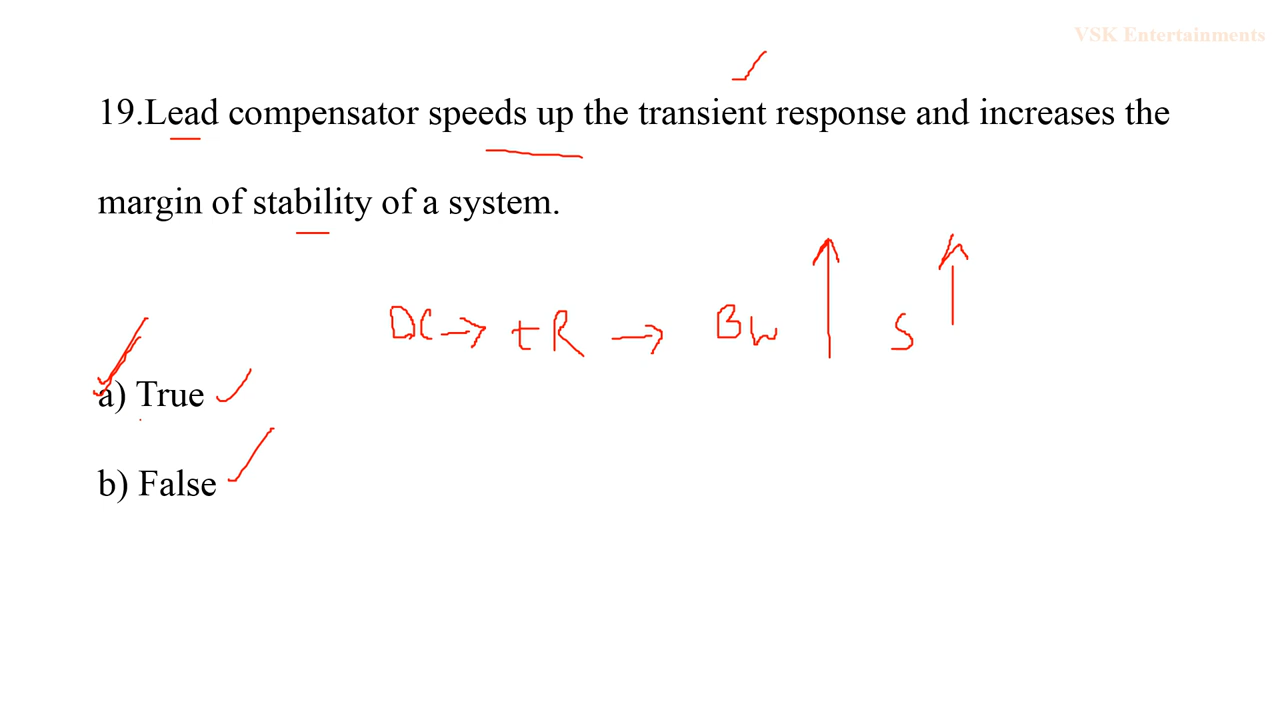 VSK Entertainments
19.Lead compensator speeds up the transient response and increases the
margin of stability of a system.
DC → tR → Bw ↑ S ↑
a) True
b) False